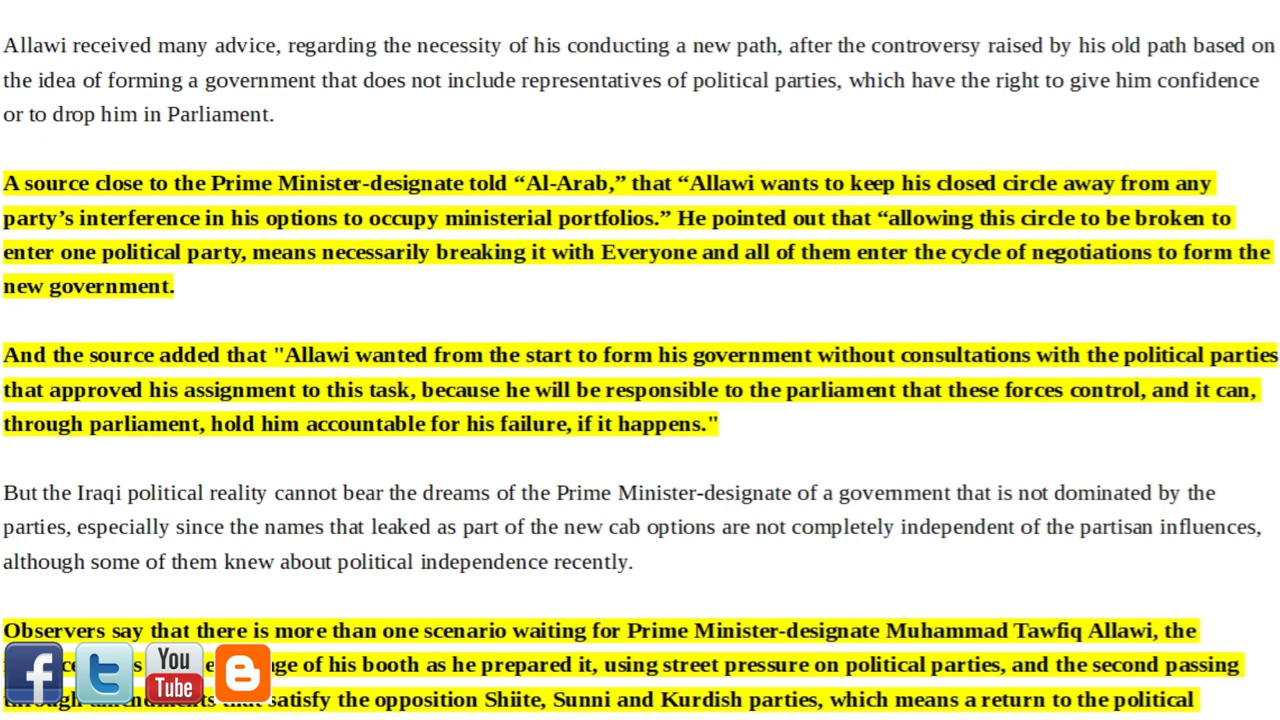 Allawi received many advice, regarding the necessity of his conducting a new path, after the controversy raised by his old path based on
the idea of forming a government that does not include representatives of political parties, which have the right to give him confidence
or to drop him in Parliament.
A source close to the Prime Minister-designate told “Al-Arab,” that “Allawi wants to keep his closed circle away from any
party’s interference in his options to occupy ministerial portfolios.” He pointed out that “allowing this circle to be broken to
enter one political party, means necessarily breaking it with Everyone and all of them enter the cycle of negotiations to form the
new government.
And the source added that "Allawi wanted from the start to form his government without consultations with the political parties
that approved his assignment to this task, because he will be responsible to the parliament that these forces control, and it can,
through parliament, hold him accountable for his failure, if it happens."
But the Iraqi political reality cannot bear the dreams of the Prime Minister-designate of a government that is not dominated by the
parties, especially since the names that leaked as part of the new cab options are not completely independent of the partisan influences,
although some of them knew about political independence recently.
Observers say that there is more than one scenario waiting for Prime Minister-designate Muhammad Tawfiq Allawi, the
of his booth as he prepared it, using street pressure on political parties, and the second passing
satisfy the opposition Shiite, Sunni and Kurdish parties, which means a return to the political
You
Tube